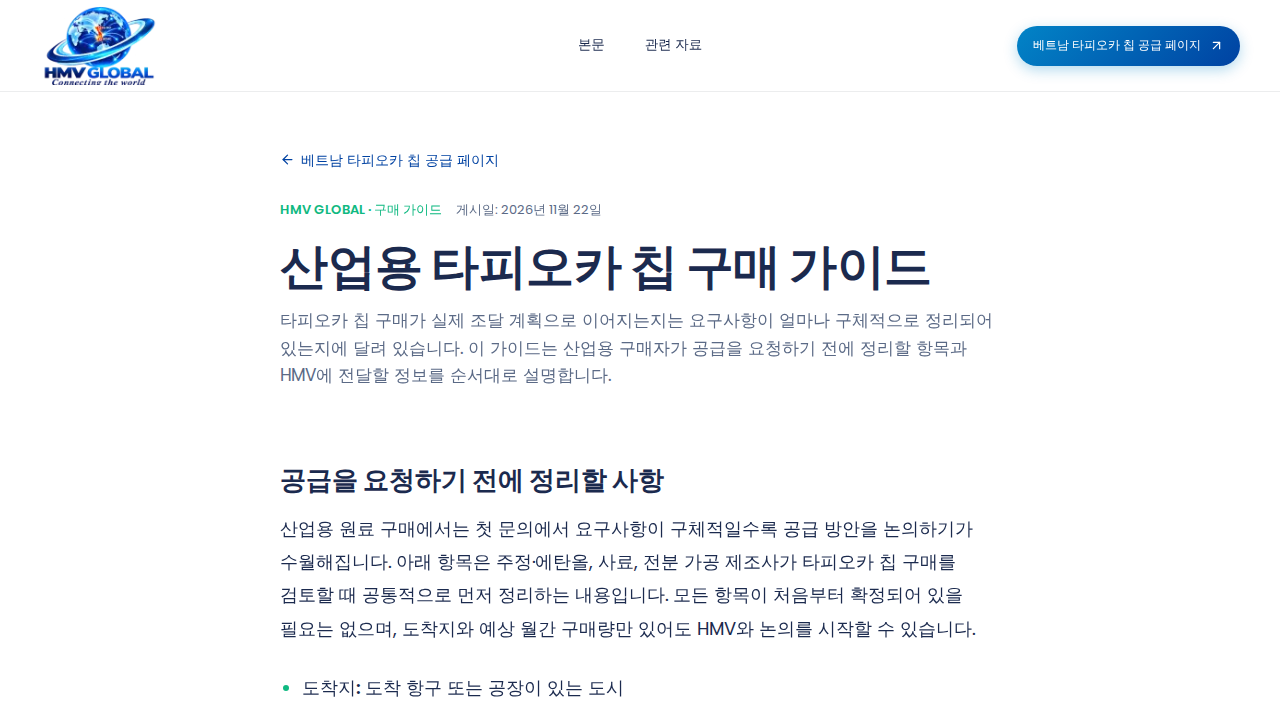 HMV GLOBAL
Connecting the world
본문
관련 자료
베트남 타피오카 칩 공급 페이지
베트남 타피오카 칩 공급 페이지
HMV GLOBAL · 구매 가이드 게시일: 2026년 11월 22일
산업용 타피오카 칩 구매 가이드
타피오카 칩 구매가 실제 조달 계획으로 이어지는지는 요구사항이 얼마나 구체적으로 정리되어
있는지에 달려 있습니다. 이 가이드는 산업용 구매자가 공급을 요청하기 전에 정리할 항목과
HMV에 전달할 정보를 순서대로 설명합니다.
공급을 요청하기 전에 정리할 사항
산업용 원료 구매에서는 첫 문의에서 요구사항이 구체적일수록 공급 방안을 논의하기가
수월해집니다. 아래 항목은 주정·에탄올, 사료, 전분 가공 제조사가 타피오카 칩 구매를
검토할 때 공통적으로 먼저 정리하는 내용입니다. 모든 항목이 처음부터 확정되어 있을
필요는 없으며, 도착지와 예상 월간 구매량만 있어도 HMV와 논의를 시작할 수 있습니다.
도착지: 도착 항구 또는 공장이 있는 도시